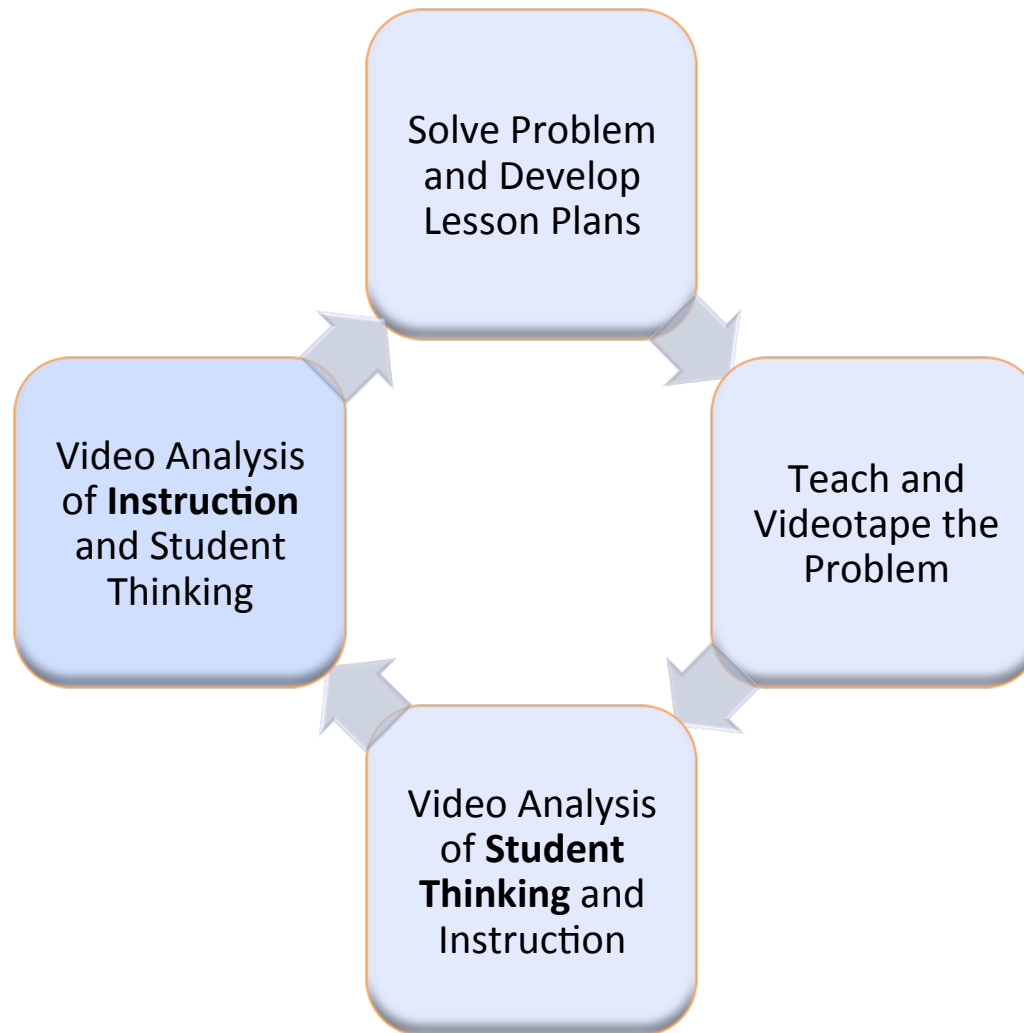 Solve Problem
and Develop
Lesson Plans
Teach and
Videotape the
Problem
Video Analysis
of Student
Thinking and
Instruction
Video Analysis
of Instruction
and Student
Thinking